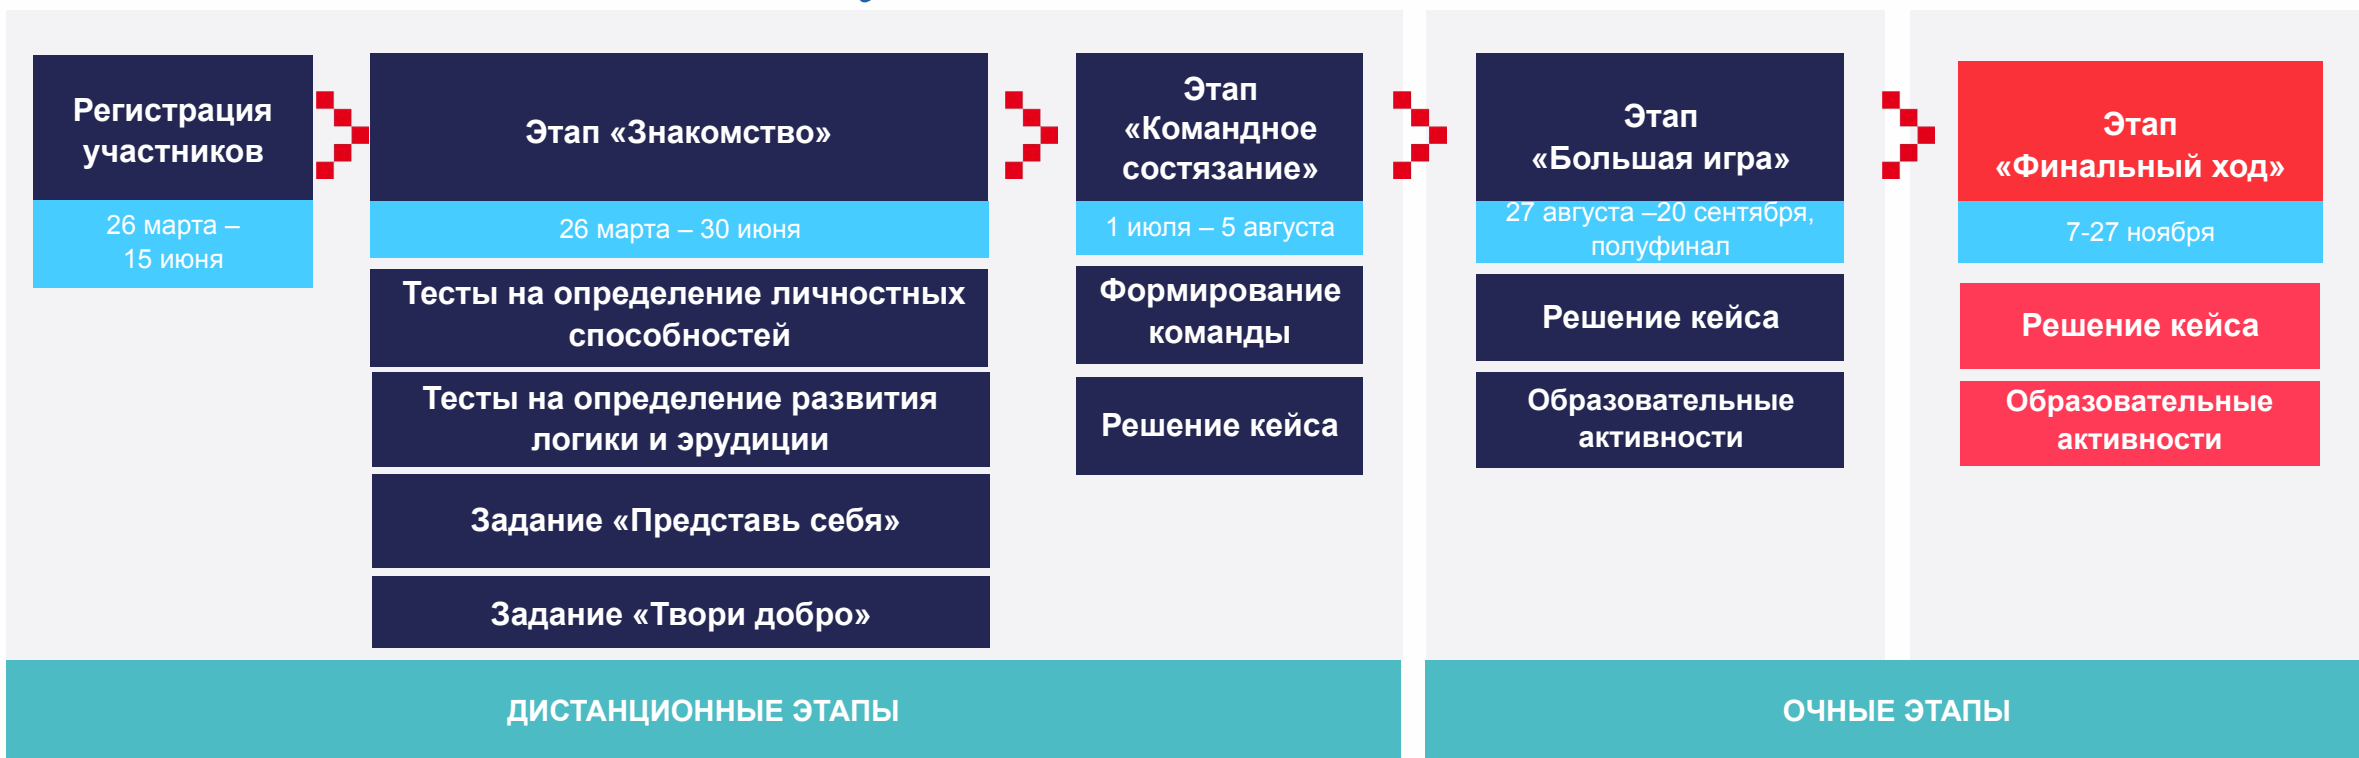 Регистрация
участников
26 марта –
15 июня
Этап «Знакомство»
26 марта – 30 июня
Тесты на определение личностных
способностей
Тесты на определение развития
логики и эрудиции
Задание «Представь себя»
Задание «Твори добро»
Этап
«Командное
состязание»
1 июля – 5 августа
Формирование
команды
Решение кейса
Этап
«Большая игра»
27 августа –20 сентября,
полуфинал
Решение кейса
Образовательные
активности
Этап
«Финальный ход»
7-27 ноября
Решение кейса
Образовательные
активности
ДИСТАНЦИОННЫЕ ЭТАПЫ
ОЧНЫЕ ЭТАПЫ